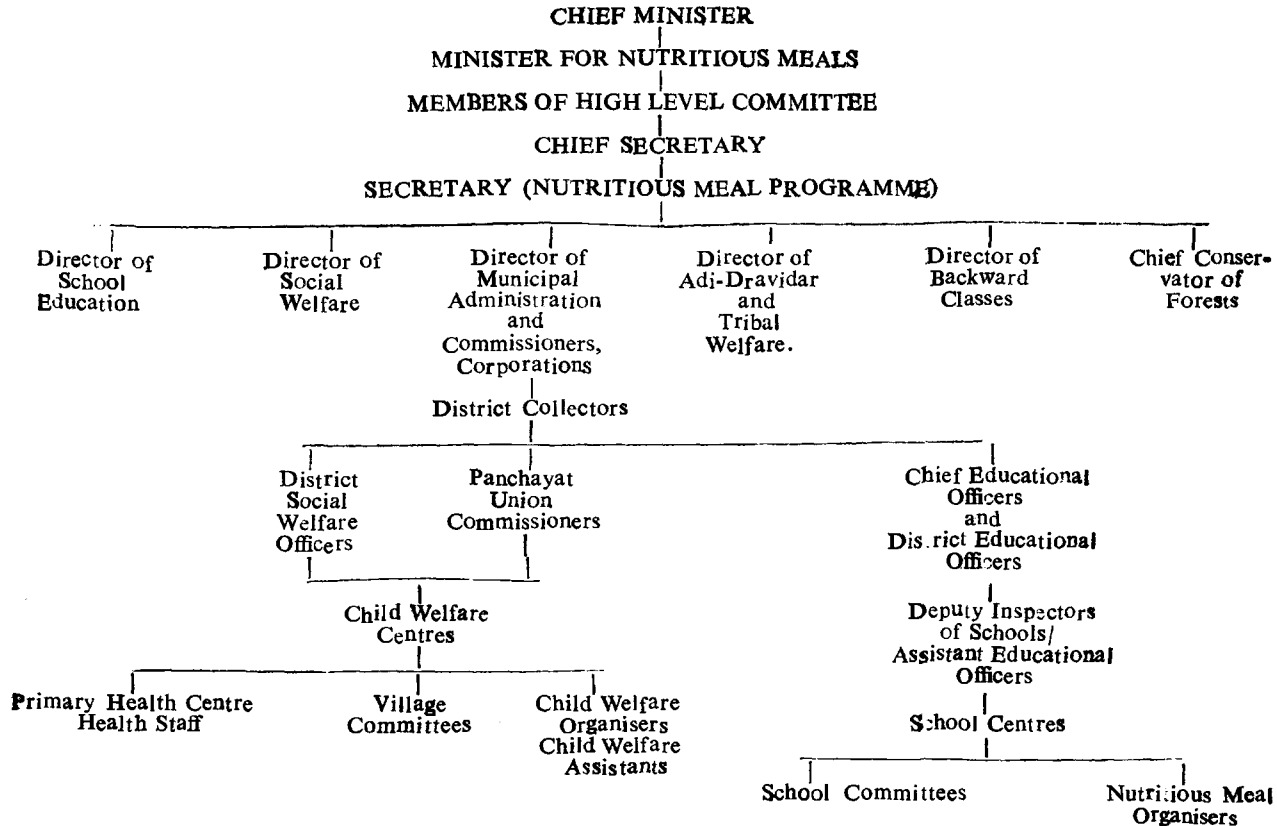 CHIEF MINISTER
MINISTER FOR NUTRITIOUS MEALS
MEMBERS OF HIGH LEVEL COMMITTEE
CHIEF SECRETARY
SECRETARY (NUTRITIOUS MEAL PROGRAMME)
Director of
School
Education
Director of
Social
Welfare
Director of
Municipal
Administration
and
Commissioners,
Corporations
Director of
Adi-Dravidar
and
Tribal
Welfare.
Director of
Backward
Classes
Chief Conser-
vator of
Forests
District Collectors
District
Social
Welfare
Officers
Panchayat
Union
Commissioners
Chief Educational
Officers
and
District Educational
Officers
Child Welfare
Centres
Deputy Inspectors
of Schools/
Assistant Educational
Officers
Primary Health Centre
Health Staff
Village
Committees
Child Welfare
Organisers
Child Welfare
Assistants
School Centres
School Committees
Nutritious Meal
Organisers